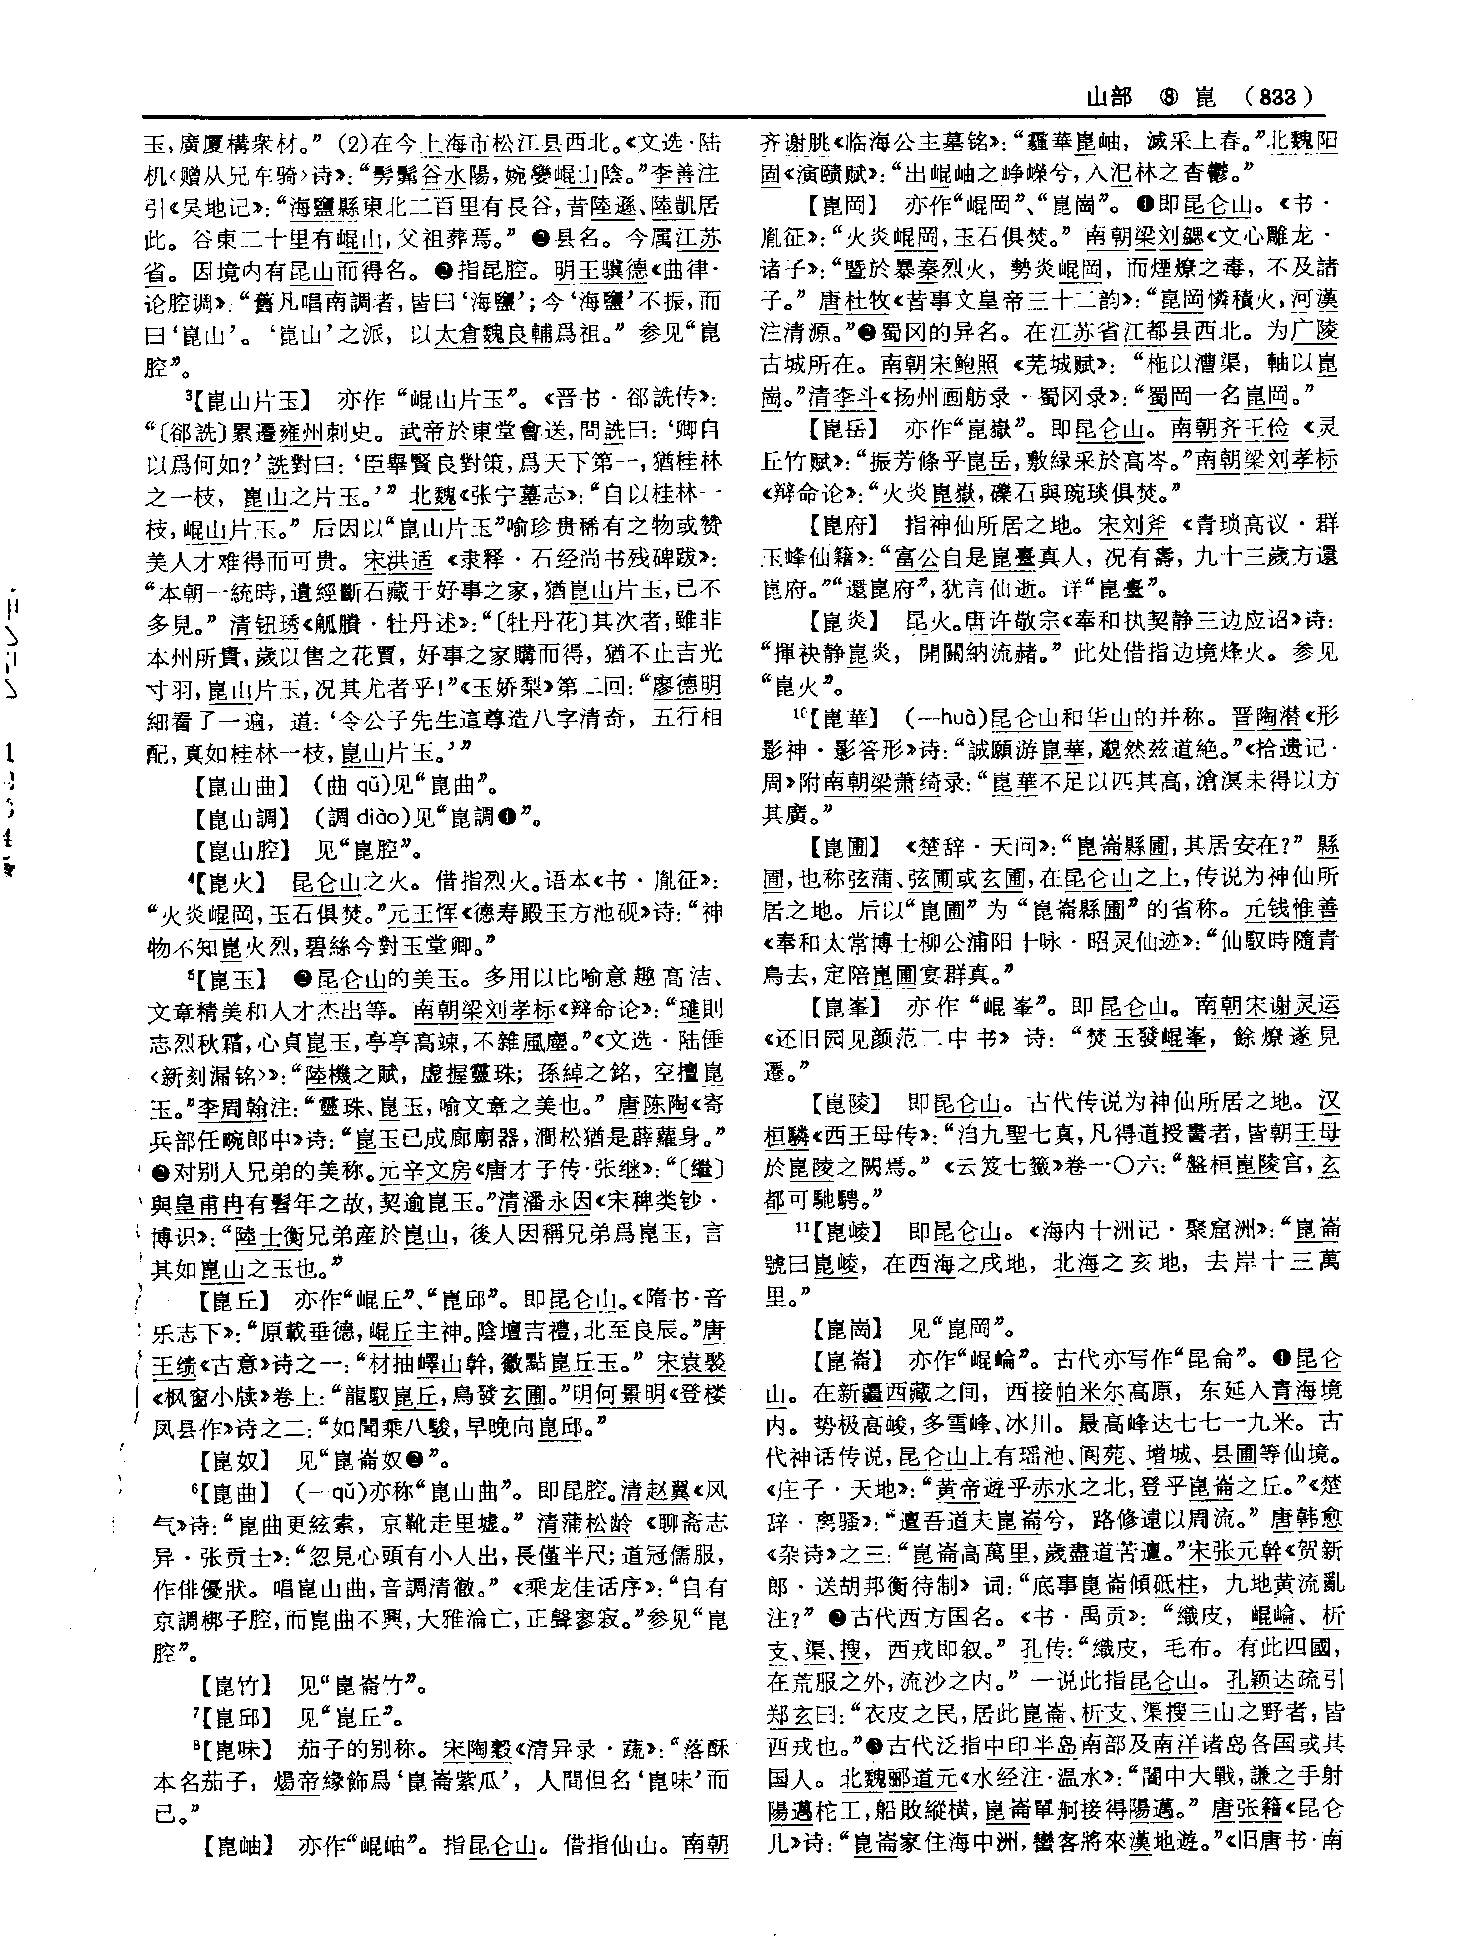 山部 ⑧ 崑 (833)
玉，廣厦構衆材。”(2)在今上海市松江县西北。《文选·陆
机〈赠从兄车骑〉诗》：“髣髴谷水陽，婉孌崐山陰。”李善注
引《吴地记》：“海鹽縣東北二百里有長谷，昔陸遜、陸凱居
此。谷東二十里有崐山，父祖葬焉。” ❷县名。今属江苏
省。因境内有昆山而得名。❷指昆腔。明王骥德《曲律·
论腔调》：“舊凡唱南調者，皆曰‘海鹽’；今‘海鹽’不振，而
曰‘崑山’。‘崑山’之派，以太倉魏良輔爲祖。”参见“崑
腔”。
3【崑山片玉】 亦作“崐山片玉”。《晋书·郤詵传》：
“〔郤詵〕累遷雍州刺史。武帝於東堂會送，問詵曰：‘卿自
以爲何如？’詵對曰：‘臣舉賢良對策，爲天下第一，猶桂林
之一枝，崑山之片玉。’” 北魏《张宁墓志》：“自以桂林一
枝，崐山片玉。”后因以“崑山片玉”喻珍贵稀有之物或赞
美人才难得而可贵。宋洪适《隶释·石经尚书残碑跋》：
“本朝一統時，遺經斷石藏于好事之家，猶崑山片玉，已不
多見。”清钮琇《觚賸·牡丹述》：“〔牡丹花〕其次者，雖非
本州所貴，歲以售之花賈，好事之家購而得，猶不止吉光
寸羽，崑山片玉，况其尤者乎！”《玉娇梨》第二回：“廖德明
細看了一遍，道：‘令公子先生這尊造八字清奇，五行相
配，真如桂林一枝，崑山片玉。’”
【崑山曲】 (曲 qǔ)见“崑曲”。
【崑山調】 (調 diào)见“崑調❶”。
【崑山腔】 见“崑腔”。
4【崑火】 昆仑山之火。借指烈火。语本《书·胤征》：
“火炎崐岡，玉石俱焚。”元王恽《德寿殿玉方池砚》诗：“神
物不知崑火烈，碧絲今對玉堂卿。”
5【崑玉】 ❷昆仑山的美玉。多用以比喻意趣高洁、
文章精美和人才杰出等。南朝梁刘孝标《辩命论》：“璡則
志烈秋霜，心貞崑玉，亭亭高竦，不雜風塵。”《文选·陆倕
〈新刻漏铭〉》：“陸機之賦，虛握靈珠；孫綽之銘，空擅崑
玉。”李周翰注：“靈珠、崑玉，喻文章之美也。”唐陈陶《寄
兵部任畹郎中》诗：“崑玉已成廊廟器，澗松猶是薜蘿身。”
❷对别人兄弟的美称。元辛文房《唐才子传·张继》：“〔繼〕
與皇甫冉有髫年之故，契逾崑玉。”清潘永因《宋稗类钞·
博识》：“陸士衡兄弟産於崑山，後人因稱兄弟爲崑玉，言
其如崑山之玉也。”
【崑丘】 亦作“崐丘”、“崑邱”。即昆仑山。《隋书·音
乐志下》：“原載垂德，崐丘主神。陰壇吉禮，北至良辰。”唐
王绩《古意》诗之一：“材抽嶧山幹，徽點崑丘玉。”宋袁褧
《枫窗小牍》卷上：“龍馭崑丘，鳥發玄圃。”明何景明《登楼
凤县作》诗之二：“如聞乘八駿，早晚向崑邱。”
【崑奴】 见“崑崙奴❷”。
6【崑曲】 (—qǔ)亦称“崑山曲”。即昆腔。清赵翼《风
气》诗：“崑曲更絃索，京靴走里墟。”清蒲松龄《聊斋志
异·张贡士》：“忽見心頭有小人出，長僅半尺；道冠儒服，
作俳優狀。唱崑山曲，音調清徹。”《乘龙佳话序》：“自有
京調梆子腔，而崑曲不興，大雅淪亡，正聲寥寂。”参见“崑
腔”。
【崑竹】 见“崑崙竹”。
7【崑邱】 见“崑丘”。
8【崑味】 茄子的别称。宋陶穀《清异录·蔬》：“落酥
本名茄子，煬帝緣飾爲‘崑崙紫瓜’，人間但名‘崑味’而
已。”
【崑岫】 亦作“崐岫”。指昆仑山。借指仙山。南朝
齐谢朓《临海公主墓铭》：“龗華崑岫，滅采上春。”北魏阳
固《演赜赋》：“出崐岫之崢嶸兮，入汜林之杳鬱。”
【崑岡】 亦作“崐岡”、“崑崗”。❶即昆仑山。《书·
胤征》：“火炎崐岡，玉石俱焚。”南朝梁刘勰《文心雕龙·
诸子》：“暨於暴秦烈火，勢炎崐岡，而煙燎之毒，不及諸
子。”唐杜牧《昔事文皇帝三十二韵》：“崑岡憐積火，河漢
注清源。”❷蜀冈的异名。在江苏省江都县西北。为广陵
古城所在。南朝宋鲍照《芜城赋》：“柂以漕渠，軸以崑
崗。”清李斗《扬州画舫录·蜀冈录》：“蜀岡一名崑岡。”
【崑岳】 亦作“崑嶽”。即昆仑山。南朝齐王俭《灵
丘竹赋》：“振芳條乎崑岳，敷緑采於高岑。”南朝梁刘孝标
《辩命论》：“火炎崑嶽，礫石與琬琰俱焚。”
【崑府】 指神仙所居之地。宋刘斧《青琐高议·群
玉峰仙籍》：“富公自是崑臺真人，况有壽，九十三歲方還
崑府。”“還崑府”，犹言仙逝。详“崑臺”。
【崑炎】 昆火。唐许敬宗《奉和执契静三边应诏》诗：
“揮袂静崑炎，開關納流赭。”此处借指边境烽火。参见
“崑火”。
10【崑華】 (—huà)昆仑山和华山的并称。晋陶潜《形
影神·影答形》诗：“誠願游崑華，邈然兹道絶。”《拾遗记·
周》附南朝梁萧绮录：“崑華不足以匹其高，滄溟未得以方
其廣。”
【崑圃】 《楚辞·天问》：“崑崙縣圃，其居安在？”縣
圃，也称弦蒲、弦圃或玄圃，在昆仑山之上，传说为神仙所
居之地。后以“崑圃”为“崑崙縣圃”的省称。元钱惟善
《奉和太常博士柳公浦阳十咏·昭灵仙迹》：“仙馭時隨青
鳥去，定陪崑圃宴群真。”
【崑峯】 亦作“崐峯”。即昆仑山。南朝宋谢灵运
《还旧园见颜范二中书》诗：“焚玉發崐峯，餘燎遂見
遷。”
【崑陵】 即昆仑山。古代传说为神仙所居之地。汉
桓驎《西王母传》：“洎九聖七真，凡得道授書者，皆朝王母
於崑陵之闕焉。”《云笈七籤》卷一〇六：“盤桓崑陵宫，玄
都可馳騁。”
11【崑崚】 即昆仑山。《海内十洲记·聚窟洲》：“崑崙
號曰崑崚，在西海之戌地，北海之亥地，去岸十三萬
里。”
【崑崗】 见“崑岡”。
【崑崙】 亦作“崐崘”。古代亦写作“昆侖”。❶昆仑
山。在新疆西藏之间，西接帕米尔高原，东延入青海境
内。势极高峻，多雪峰、冰川。最高峰达七七一九米。古
代神话传说，昆仑山上有瑶池、阆苑、增城、县圃等仙境。
《庄子·天地》：“黄帝遊乎赤水之北，登乎崑崙之丘。”《楚
辞·离骚》：“邅吾道夫崑崙兮，路修遠以周流。”唐韩愈
《杂诗》之三：“崑崙高萬里，歲盡道苦邅。”宋张元幹《贺新
郎·送胡邦衡待制》词：“底事崑崙傾砥柱，九地黄流亂
注？”❷古代西方国名。《书·禹贡》：“織皮，崐崘、析
支、渠、搜，西戎即叙。”孔传：“織皮，毛布。有此四國，
在荒服之外，流沙之内。”一说此指昆仑山。孔颖达疏引
郑玄曰：“衣皮之民，居此崑崙、析支、渠搜三山之野者，皆
西戎也。”❸古代泛指中印半岛南部及南洋诸岛各国或其
国人。北魏郦道元《水经注·温水》：“闇中大戰，謙之手射
陽邁柁工，船敗縱横，崑崙單舸接得陽邁。”唐张籍《昆仑
儿》诗：“崑崙家住海中洲，蠻客將來漢地遊。”《旧唐书·南